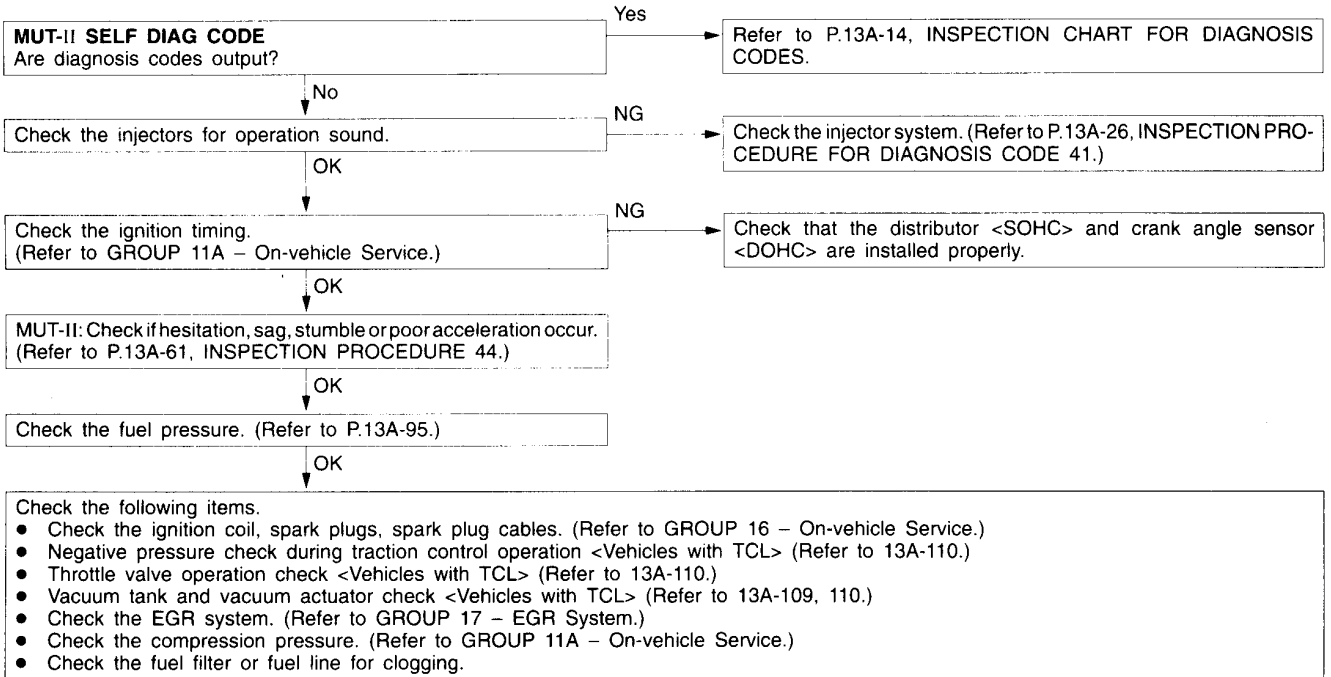 MUT-II SELF DIAG CODE
Are diagnosis codes output?
Yes
Refer to P.13A-14, INSPECTION CHART FOR DIAGNOSIS
CODES.
No
Check the injectors for operation sound.
NG
Check the injector system. (Refer to P.13A-26, INSPECTION PRO-
CEDURE FOR DIAGNOSIS CODE 41.)
OK
Check the ignition timing.
(Refer to GROUP 11A – On-vehicle Service.)
NG
Check that the distributor <SOHC> and crank angle sensor
<DOHC> are installed properly.
OK
MUT-II: Check if hesitation, sag, stumble or poor acceleration occur.
(Refer to P.13A-61, INSPECTION PROCEDURE 44.)
OK
Check the fuel pressure. (Refer to P.13A-95.)
OK
Check the following items.
● Check the ignition coil, spark plugs, spark plug cables. (Refer to GROUP 16 – On-vehicle Service.)
● Negative pressure check during traction control operation <Vehicles with TCL> (Refer to 13A-110.)
● Throttle valve operation check <Vehicles with TCL> (Refer to 13A-110.)
● Vacuum tank and vacuum actuator check <Vehicles with TCL> (Refer to 13A-109, 110.)
● Check the EGR system. (Refer to GROUP 17 – EGR System.)
● Check the compression pressure. (Refer to GROUP 11A – On-vehicle Service.)
● Check the fuel filter or fuel line for clogging.